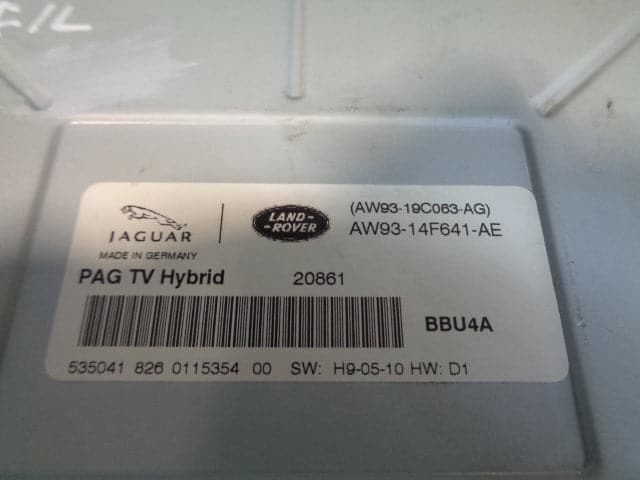 JAGUAR
MADE IN GERMANY
LAND-
-ROVER
(AW93-19C063-AG)
AW93-14F641-AE
PAG TV Hybrid 20861
BBU4A
535041 826 0115354 00 SW: H9-05-10 HW: D1